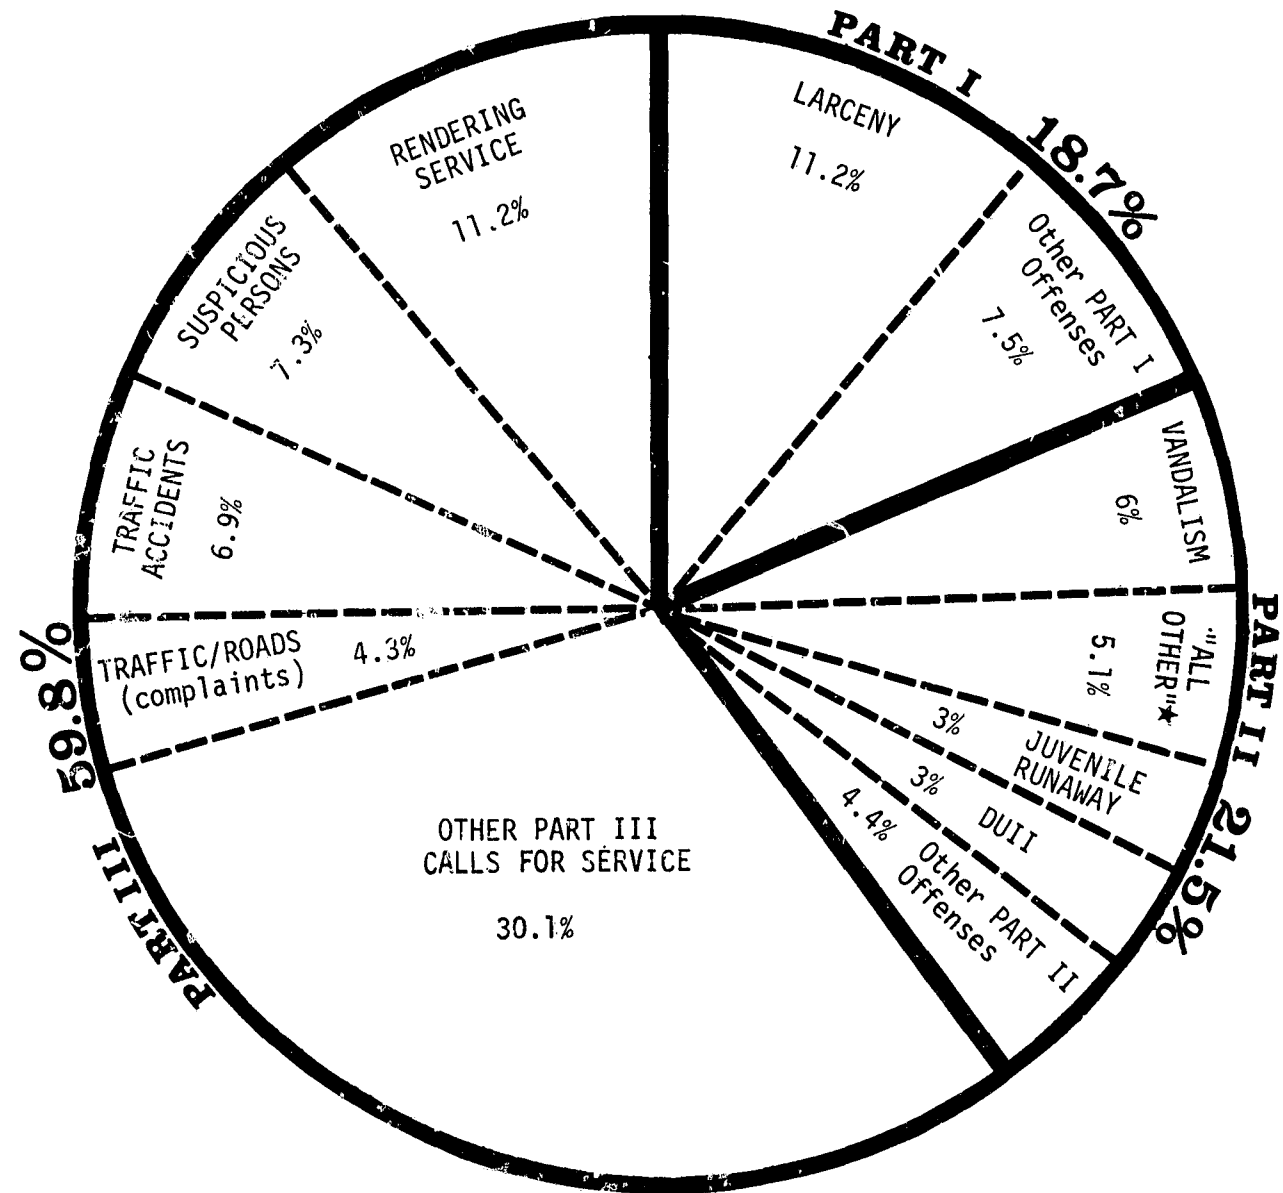 PART I 18.7%
LARCENY
11.2%
Other PART I
Offenses
7.5%
PART II 21.5%
VANDALISM
6%
"ALL
OTHER"★
5.1%
JUVENILE
RUNAWAY
3%
DUII
3%
Other PART II
Offenses
4.4%
PART III 59.8%
OTHER PART III
CALLS FOR SERVICE
30.1%
TRAFFIC/ROADS
(complaints)
4.3%
TRAFFIC
ACCIDENTS
6.9%
SUSPICIOUS
PERSONS
7.3%
RENDERING
SERVICE
11.2%